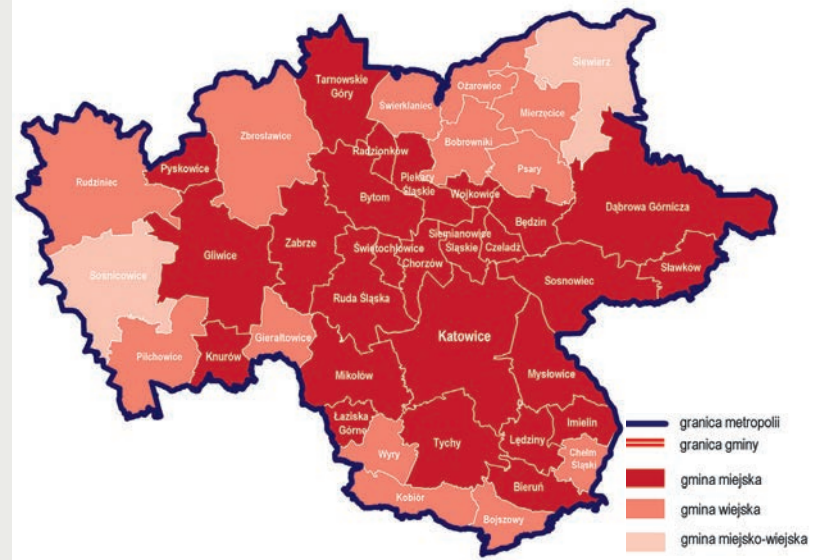 Siewierz
Tarnowskie
Góry
Ożarowice
Świerklaniec
Mierzęcice
Zbrosławice
Bobrowniki
Radzionków
Psary
Pyskowice
Piekary
Śląskie
Rudziniec
Wojkowice
Bytom
Dąbrowa Górnicza
Będzin
Siemianowice
Śląskie
Świętochłowice
Czeladź
Zabrze
Gliwice
Chorzów
Sławków
Sośnicowice
Sosnowiec
Ruda Śląska
Gierałtowice
Katowice
Pilchowice
Knurów
Mikołów
Mysłowice
Łaziska
Górne
Imielin
Tychy
Lędziny
Wyry
Chełm
Śląski
Bieruń
Kobiór
Bojszowy
granica metropolii
granica gminy
gmina miejska
gmina wiejska
gmina miejsko-wiejska